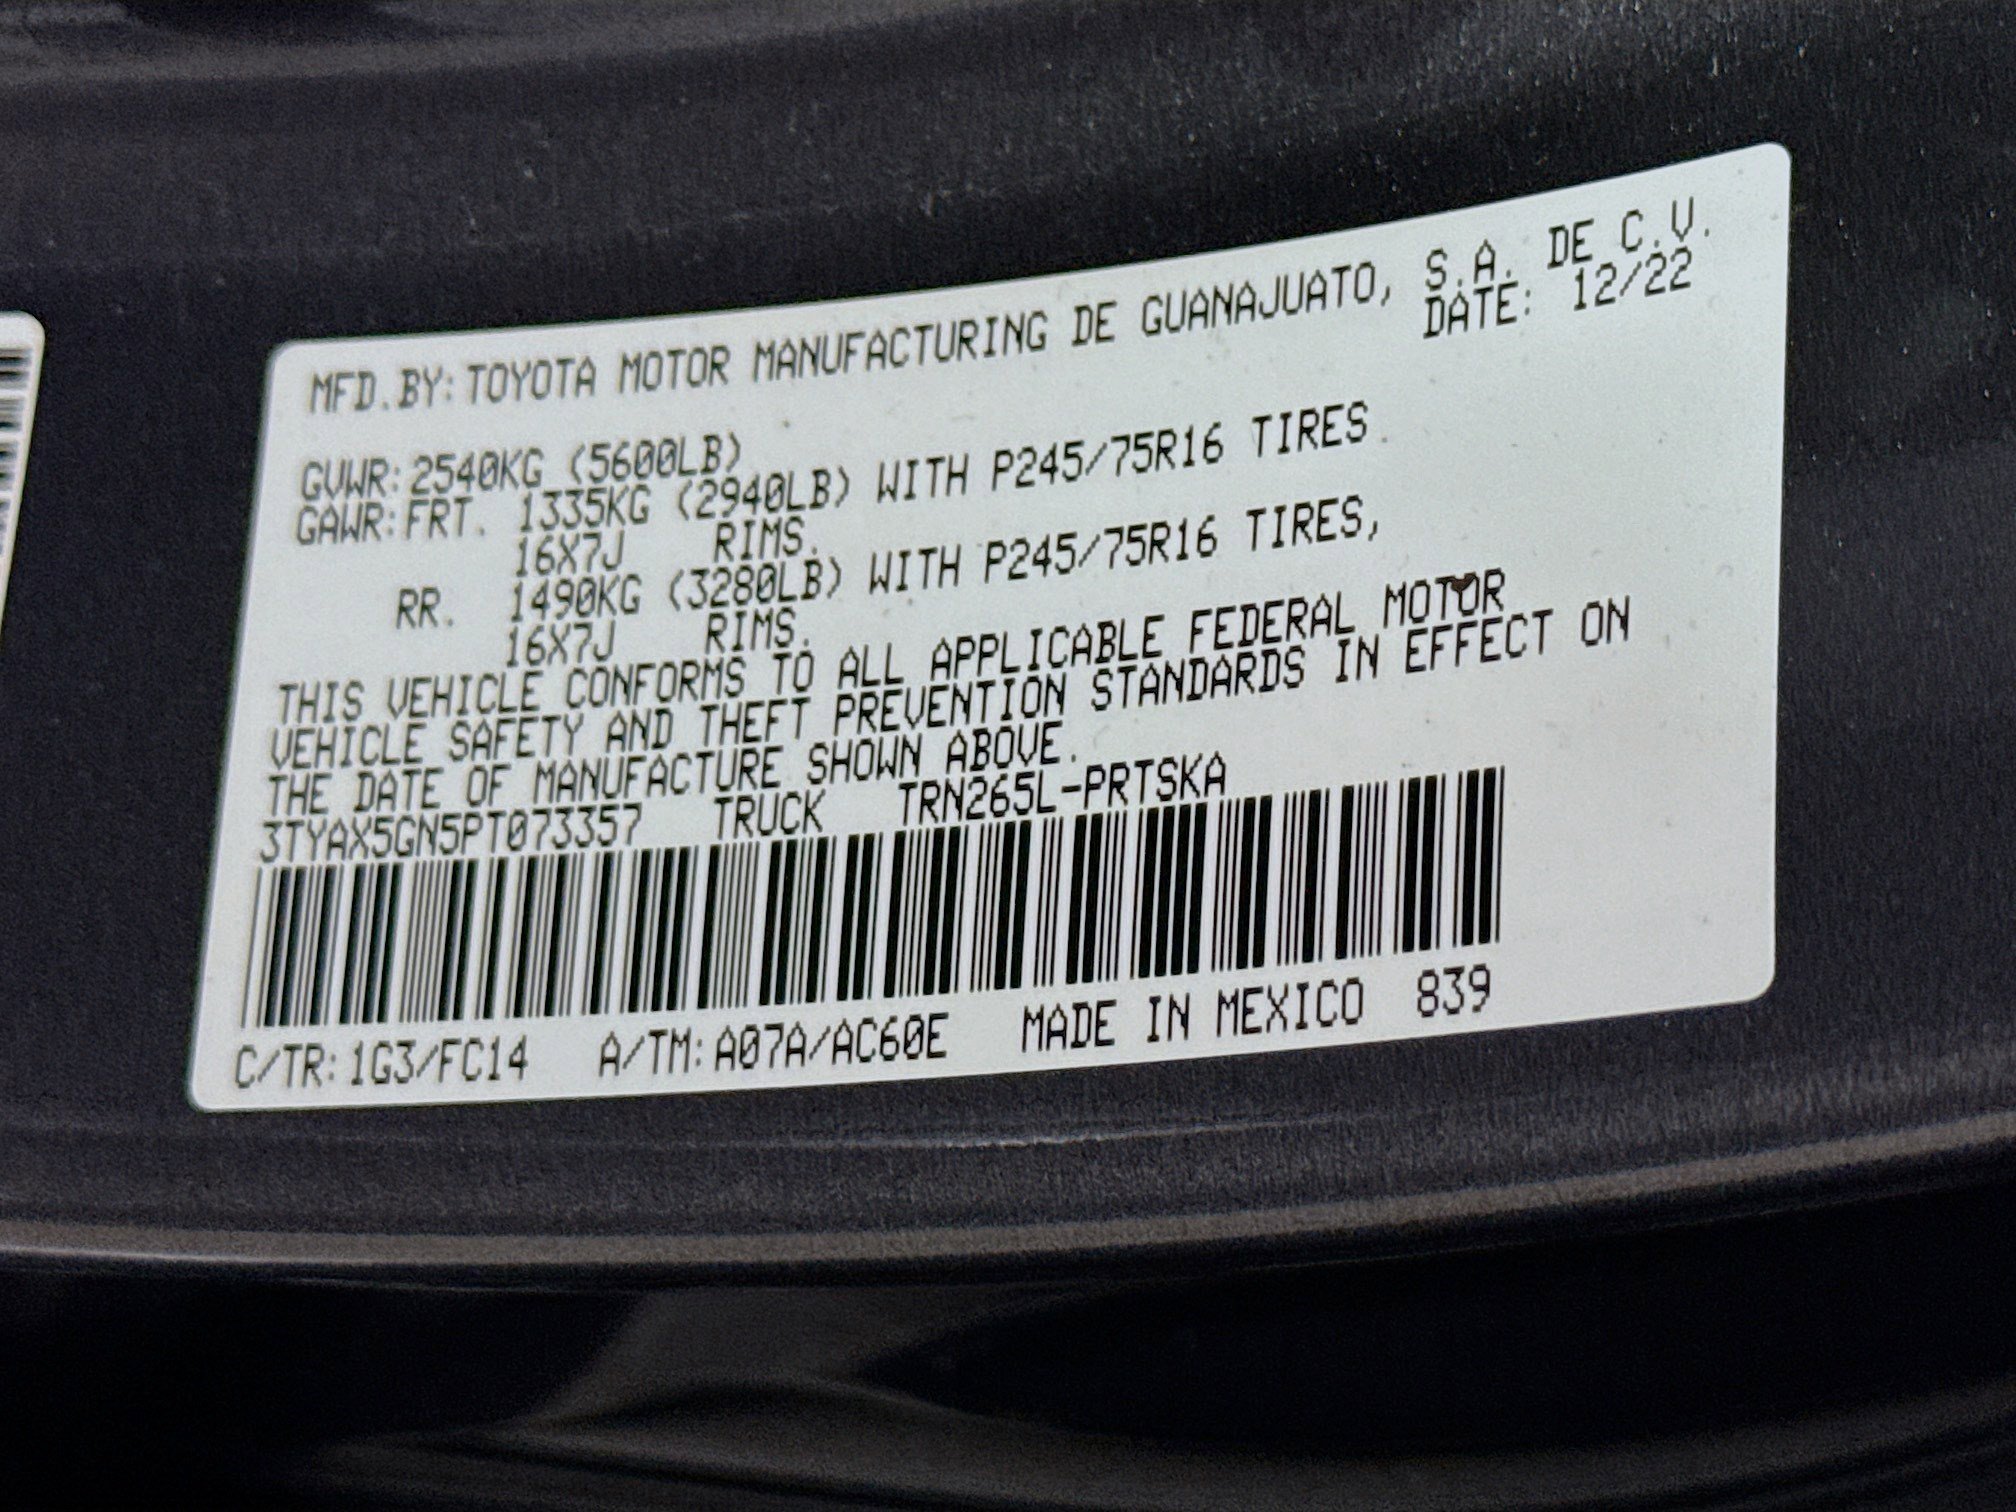 MFD.BY:TOYOTA MOTOR MANUFACTURING DE GUANAJUATO, S.A. DE C.V.
DATE: 12/22
GVWR:2540KG (5600LB)
GAWR:FRT. 1335KG (2940LB) WITH P245/75R16 TIRES.
16X7J RIMS.
RR. 1490KG (3280LB) WITH P245/75R16 TIRES,
16X7J RIMS.
THIS VEHICLE CONFORMS TO ALL APPLICABLE FEDERAL MOTOR
VEHICLE SAFETY AND THEFT PREVENTION STANDARDS IN EFFECT ON
THE DATE OF MANUFACTURE SHOWN ABOVE.
3TYAX5GN5PT073357 TRUCK TRN265L-PRTSKA
C/TR:1G3/FC14 A/TM:A07A/AC60E MADE IN MEXICO 839